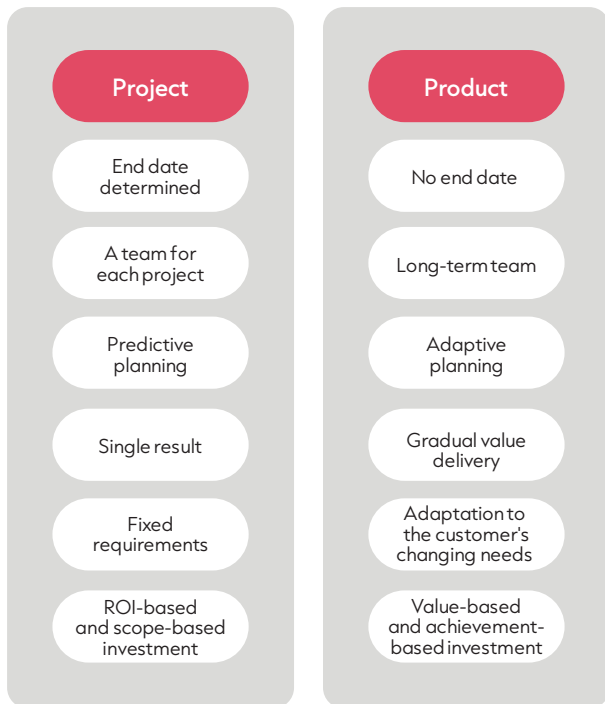 Project
End date
determined
A team for
each project
Predictive
planning
Single result
Fixed
requirements
ROI-based
and scope-based
investment
Product
No end date
Long-term team
Adaptive
planning
Gradual value
delivery
Adaptation to
the customer's
changing needs
Value-based
and achievement-
based investment